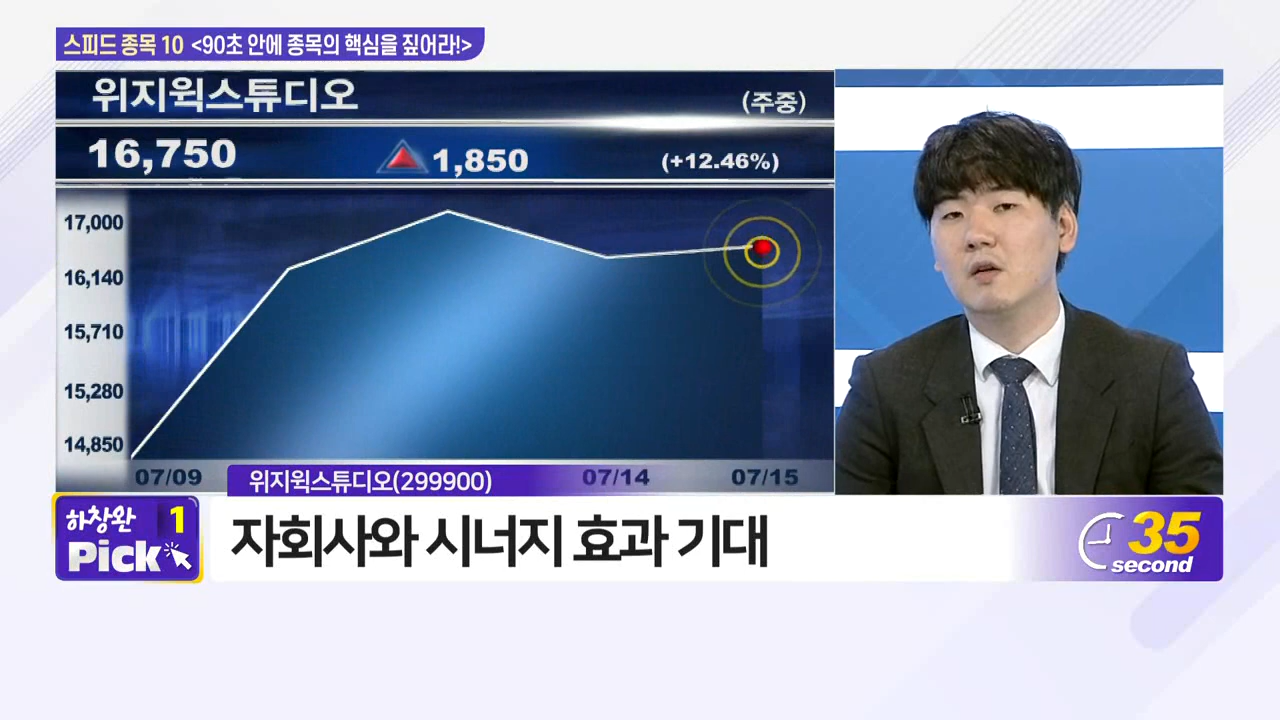 스피드 종목 10 <90초 안에 종목의 핵심을 짚어라!>
위지윅스튜디오 (주중)
16,750 1,850 (+12.46%)
17,000
16,140
15,710
15,280
14,850
07/09 07/14 07/15
위지윅스튜디오(299900)
하창완 1
Pick
자회사와 시너지 효과 기대
35
second